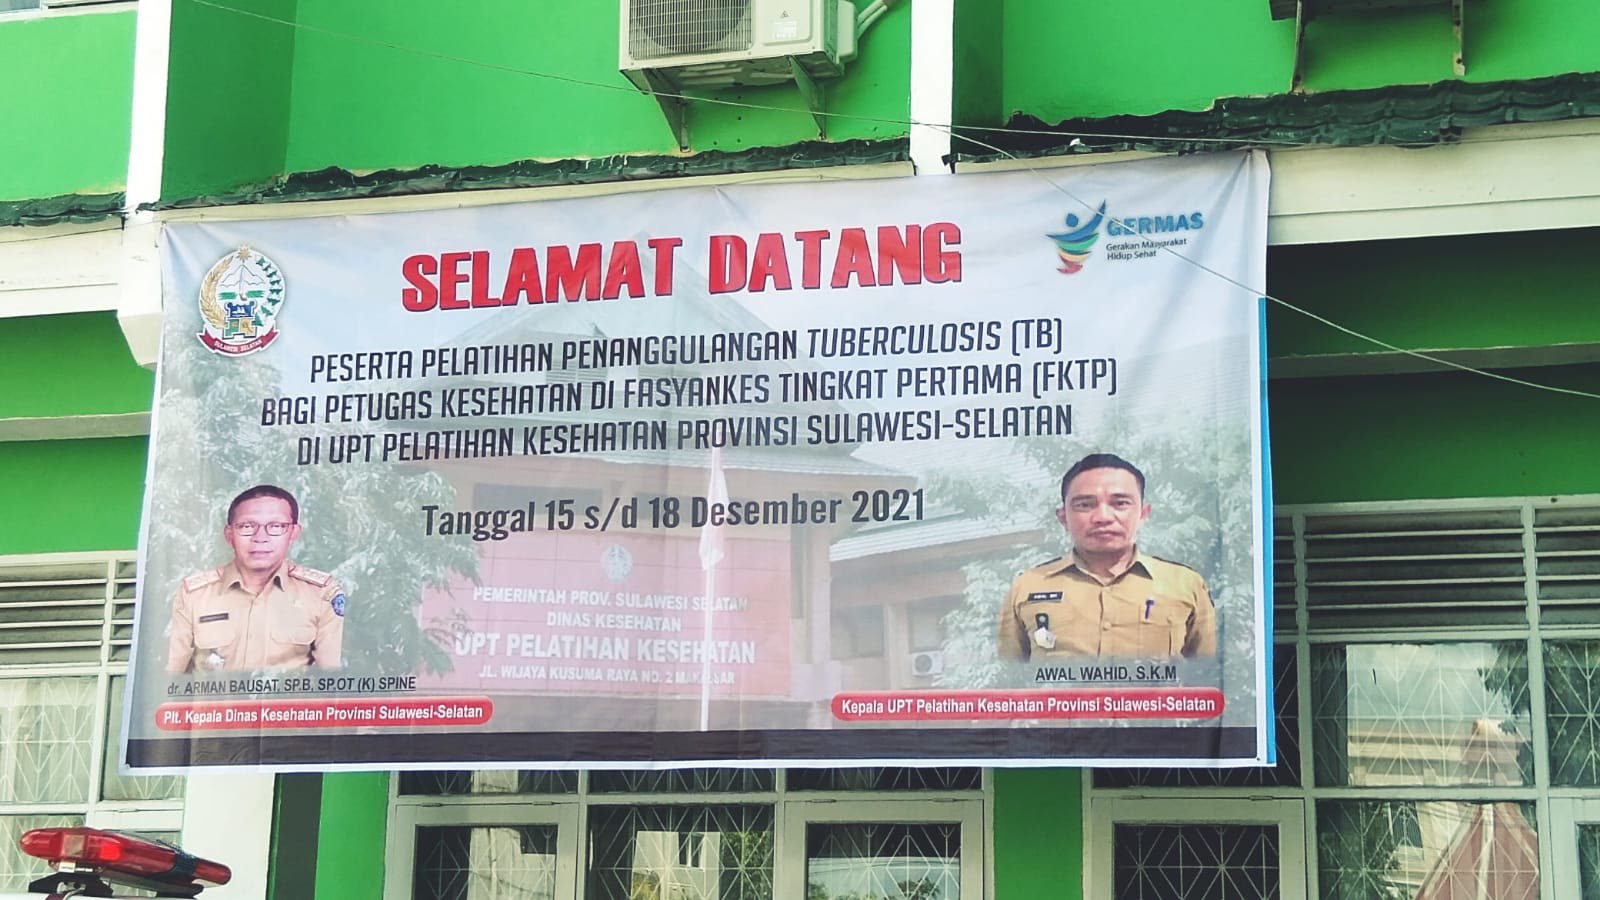 SELAMAT DATANG
GERMAS
Gerakan Masyarakat
Hidup Sehat
SULAWESI SELATAN
PESERTA PELATIHAN PENANGGULANGAN TUBERCULOSIS (TB)
BAGI PETUGAS KESEHATAN DI FASYANKES TINGKAT PERTAMA (FKTP)
DI UPT PELATIHAN KESEHATAN PROVINSI SULAWESI-SELATAN
Tanggal 15 s/d 18 Desember 2021
PEMERINTAH PROV. SULAWESI SELATAN
DINAS KESEHATAN
UPT PELATIHAN KESEHATAN
JL. WIJAYA KUSUMA RAYA NO. 2 MAKASSAR
dr. ARMAN BAUSAT, SP.B, SP.OT (K) SPINE
Plt. Kepala Dinas Kesehatan Provinsi Sulawesi-Selatan
AWAL WAHID, S.K.M
Kepala UPT Pelatihan Kesehatan Provinsi Sulawesi-Selatan